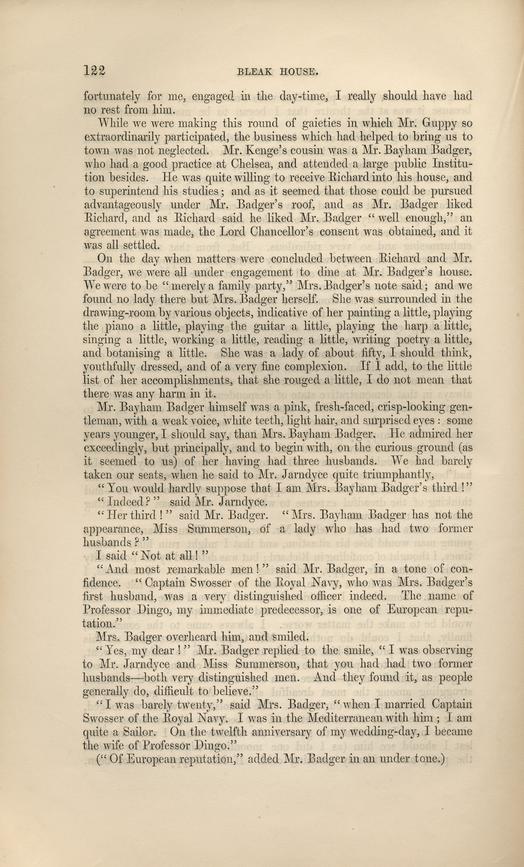 122 BLEAK HOUSE.
fortunately for me, engaged in the day-time, I really should have had
no rest from him.
While we were making this round of gaieties in which Mr. Guppy so
extraordinarily participated, the business which had helped to bring us to
town was not neglected. Mr. Kenge's cousin was a Mr. Bayham Badger,
who had a good practice at Chelsea, and attended a large public Institu-
tion besides. He was quite willing to receive Richard into his house, and
to superintend his studies; and as it seemed that those could be pursued
advantageously under Mr. Badger's roof, and as Mr. Badger liked
Richard, and as Richard said he liked Mr. Badger "well enough," an
agreement was made, the Lord Chancellor's consent was obtained, and it
was all settled.
On the day when matters were concluded between Richard and Mr.
Badger, we were all under engagement to dine at Mr. Badger's house.
We were to be "merely a family party," Mrs. Badger's note said; and we
found no lady there but Mrs. Badger herself. She was surrounded in the
drawing-room by various objects, indicative of her painting a little, playing
the piano a little, playing the guitar a little, playing the harp a little,
singing a little, working a little, reading a little, writing poetry a little,
and botanising a little. She was a lady of about fifty, I should think,
youthfully dressed, and of a very fine complexion. If I add, to the little
list of her accomplishments, that she rouged a little, I do not mean that
there was any harm in it.
Mr. Bayham Badger himself was a pink, fresh-faced, crisp-looking gen-
tleman, with a weak voice, white teeth, light hair, and surprised eyes: some
years younger, I should say, than Mrs. Bayham Badger. He admired her
exceedingly, but principally, and to begin with, on the curious ground (as
it seemed to us) of her having had three husbands. We had barely
taken our seats, when he said to Mr. Jarndyce quite triumphantly,
"You would hardly suppose that I am Mrs. Bayham Badger's third!"
"Indeed?" said Mr. Jarndyce.
"Her third!" said Mr. Badger. "Mrs. Bayham Badger has not the
appearance, Miss Summerson, of a lady who has had two former
husbands?"
I said "Not at all!"
"And most remarkable men!" said Mr. Badger, in a tone of con-
fidence. "Captain Swosser of the Royal Navy, who was Mrs. Badger's
first husband, was a very distinguished officer indeed. The name of
Professor Dingo, my immediate predecessor, is one of European repu-
tation."
Mrs. Badger overheard him, and smiled.
"Yes, my dear!" Mr. Badger replied to the smile, "I was observing
to Mr. Jarndyce and Miss Summerson, that you had had two former
husbands—both very distinguished men. And they found it, as people
generally do, difficult to believe."
"I was barely twenty," said Mrs. Badger, "when I married Captain
Swosser of the Royal Navy. I was in the Mediterranean with him; I am
quite a Sailor. On the twelfth anniversary of my wedding-day, I became
the wife of Professor Dingo."
("Of European reputation," added Mr. Badger in an under tone.)